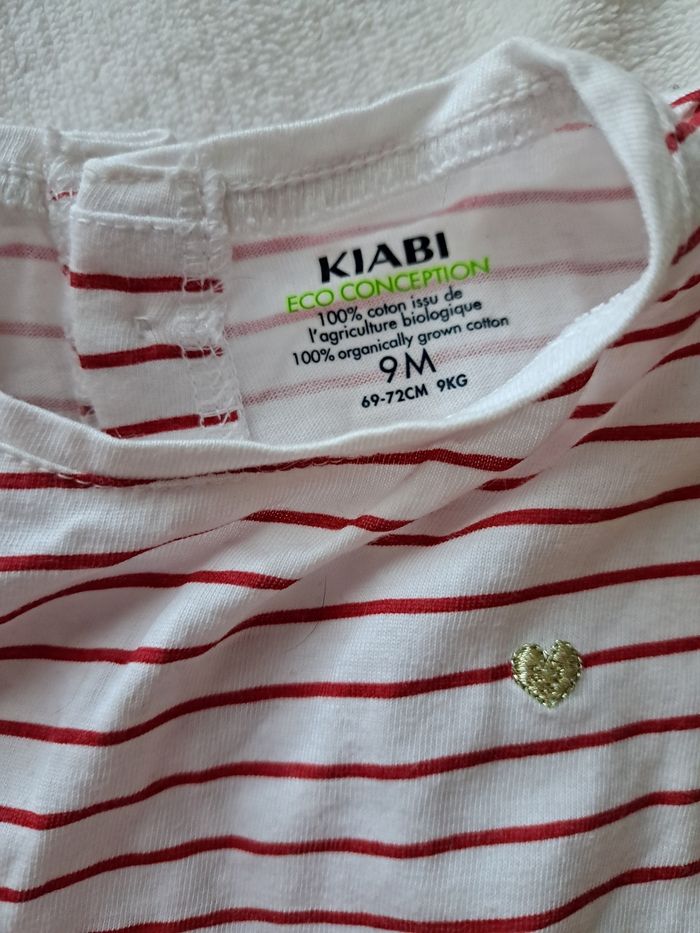 KIABI
ECO CONCEPTION
100% coton issu de
l'agriculture biologique
100% organically grown cotton
9M
69-72CM 9KG